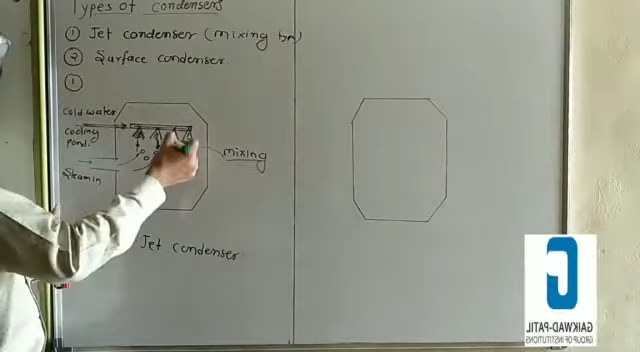 Types of condensers
① Jet condenser (mixing
② Surface condenser.
①
Cold water
Cooling
Pond.
Steam in
mixing
Jet condenser
GAIKWAD-PATIL
GROUP OF INSTITUTIONS